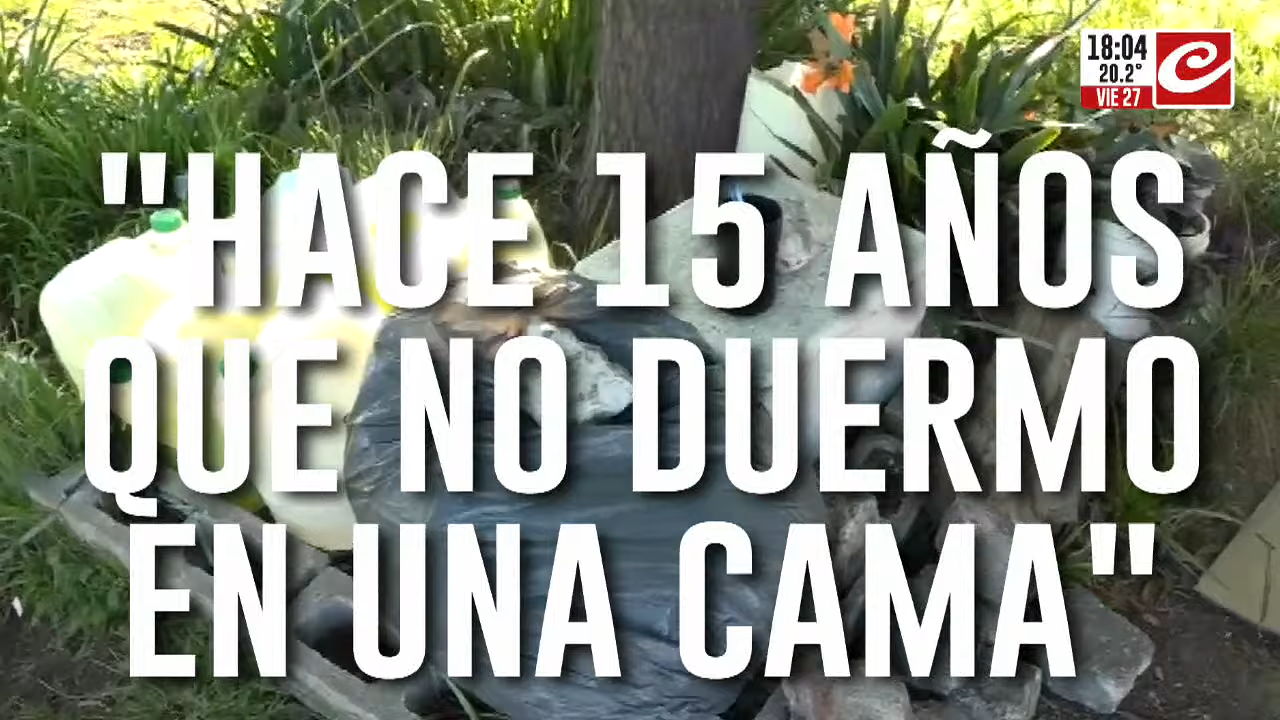 18:04
20.2°
VIE 27
"HACE 15 AÑOS
QUE NO DUERMO
EN UNA CAMA"